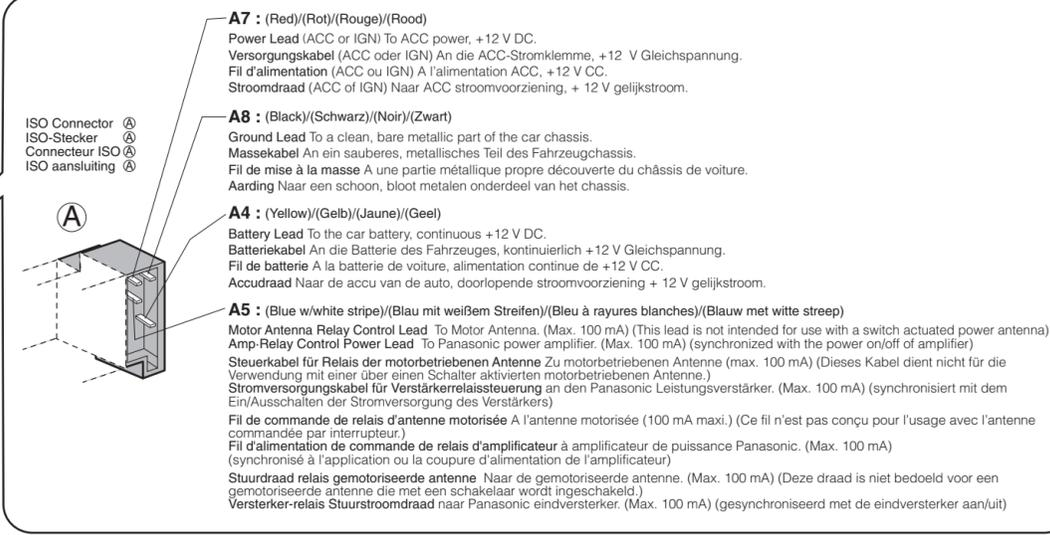 A7 : (Red)/(Rot)/(Rouge)/(Rood)
Power Lead (ACC or IGN) To ACC power, +12 V DC.
Versorgungskabel (ACC oder IGN) An die ACC-Stromklemme, +12 V Gleichspannung.
Fil d'alimentation (ACC ou IGN) A l'alimentation ACC, +12 V CC.
Stroomdraad (ACC of IGN) Naar ACC stroomvoorziening, + 12 V gelijkstroom.
ISO Connector Ⓐ
ISO-Stecker Ⓐ
Connecteur ISO Ⓐ
ISO aansluiting Ⓐ
A8 : (Black)/(Schwarz)/(Noir)/(Zwart)
Ground Lead To a clean, bare metallic part of the car chassis.
Massekabel An ein sauberes, metallisches Teil des Fahrzeugchassis.
Fil de mise à la masse A une partie métallique propre découverte du châssis de voiture.
Aarding Naar een schoon, bloot metalen onderdeel van het chassis.
Ⓐ
A4 : (Yellow)/(Gelb)/(Jaune)/(Geel)
Battery Lead To the car battery, continuous +12 V DC.
Batteriekabel An die Batterie des Fahrzeuges, kontinuierlich +12 V Gleichspannung.
Fil de batterie A la batterie de voiture, alimentation continue de +12 V CC.
Accudraad Naar de accu van de auto, doorlopende stroomvoorziening + 12 V gelijkstroom.
A5 : (Blue w/white stripe)/(Blau mit weißem Streifen)/(Bleu à rayures blanches)/(Blauw met witte streep)
Motor Antenna Relay Control Lead To Motor Antenna. (Max. 100 mA) (This lead is not intended for use with a switch actuated power antenna)
Amp·Relay Control Power Lead To Panasonic power amplifier. (Max. 100 mA) (synchronized with the power on/off of amplifier)
Steuerkabel für Relais der motorbetriebenen Antenne Zu motorbetriebenen Antenne (max. 100 mA) (Dieses Kabel dient nicht für die
Verwendung mit einer über einen Schalter aktivierten motorbetriebenen Antenne.)
Stromversorgungskabel für Verstärkerrelaissteuerung an den Panasonic Leistungsverstärker. (Max. 100 mA) (synchronisiert mit dem
Ein/Ausschalten der Stromversorgung des Verstärkers)
Fil de commande de relais d'antenne motorisée A l'antenne motorisée (100 mA maxi.) (Ce fil n'est pas conçu pour l'usage avec l'antenne
commandée par interrupteur.)
Fil d'alimentation de commande de relais d'amplificateur à amplificateur de puissance Panasonic. (Max. 100 mA)
(synchronisé à l'application ou la coupure d'alimentation de l'amplificateur)
Stuurdraad relais gemotoriseerde antenne Naar de gemotoriseerde antenne. (Max. 100 mA) (Deze draad is niet bedoeld voor een
gemotoriseerde antenne die met een schakelaar wordt ingeschakeld.)
Versterker-relais Stuurstroomdraad naar Panasonic eindversterker. (Max. 100 mA) (gesynchroniseerd met de eindversterker aan/uit)